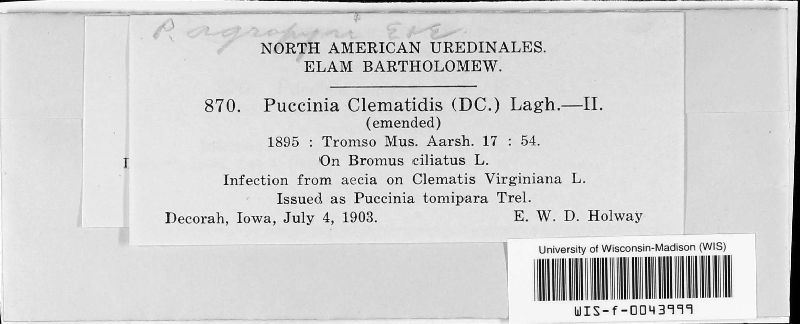 P. agropyri E&E
NORTH AMERICAN UREDINALES.
ELAM BARTHOLOMEW.
870. Puccinia Clematidis (DC.) Lagh.—II.
(emended)
1895 : Tromso Mus. Aarsh. 17 : 54.
On Bromus ciliatus L.
Infection from aecia on Clematis Virginiana L.
Issued as Puccinia tomipara Trel.
Decorah, Iowa, July 4, 1903. E. W. D. Holway
University of Wisconsin-Madison (WIS)
WIS-f-0043999